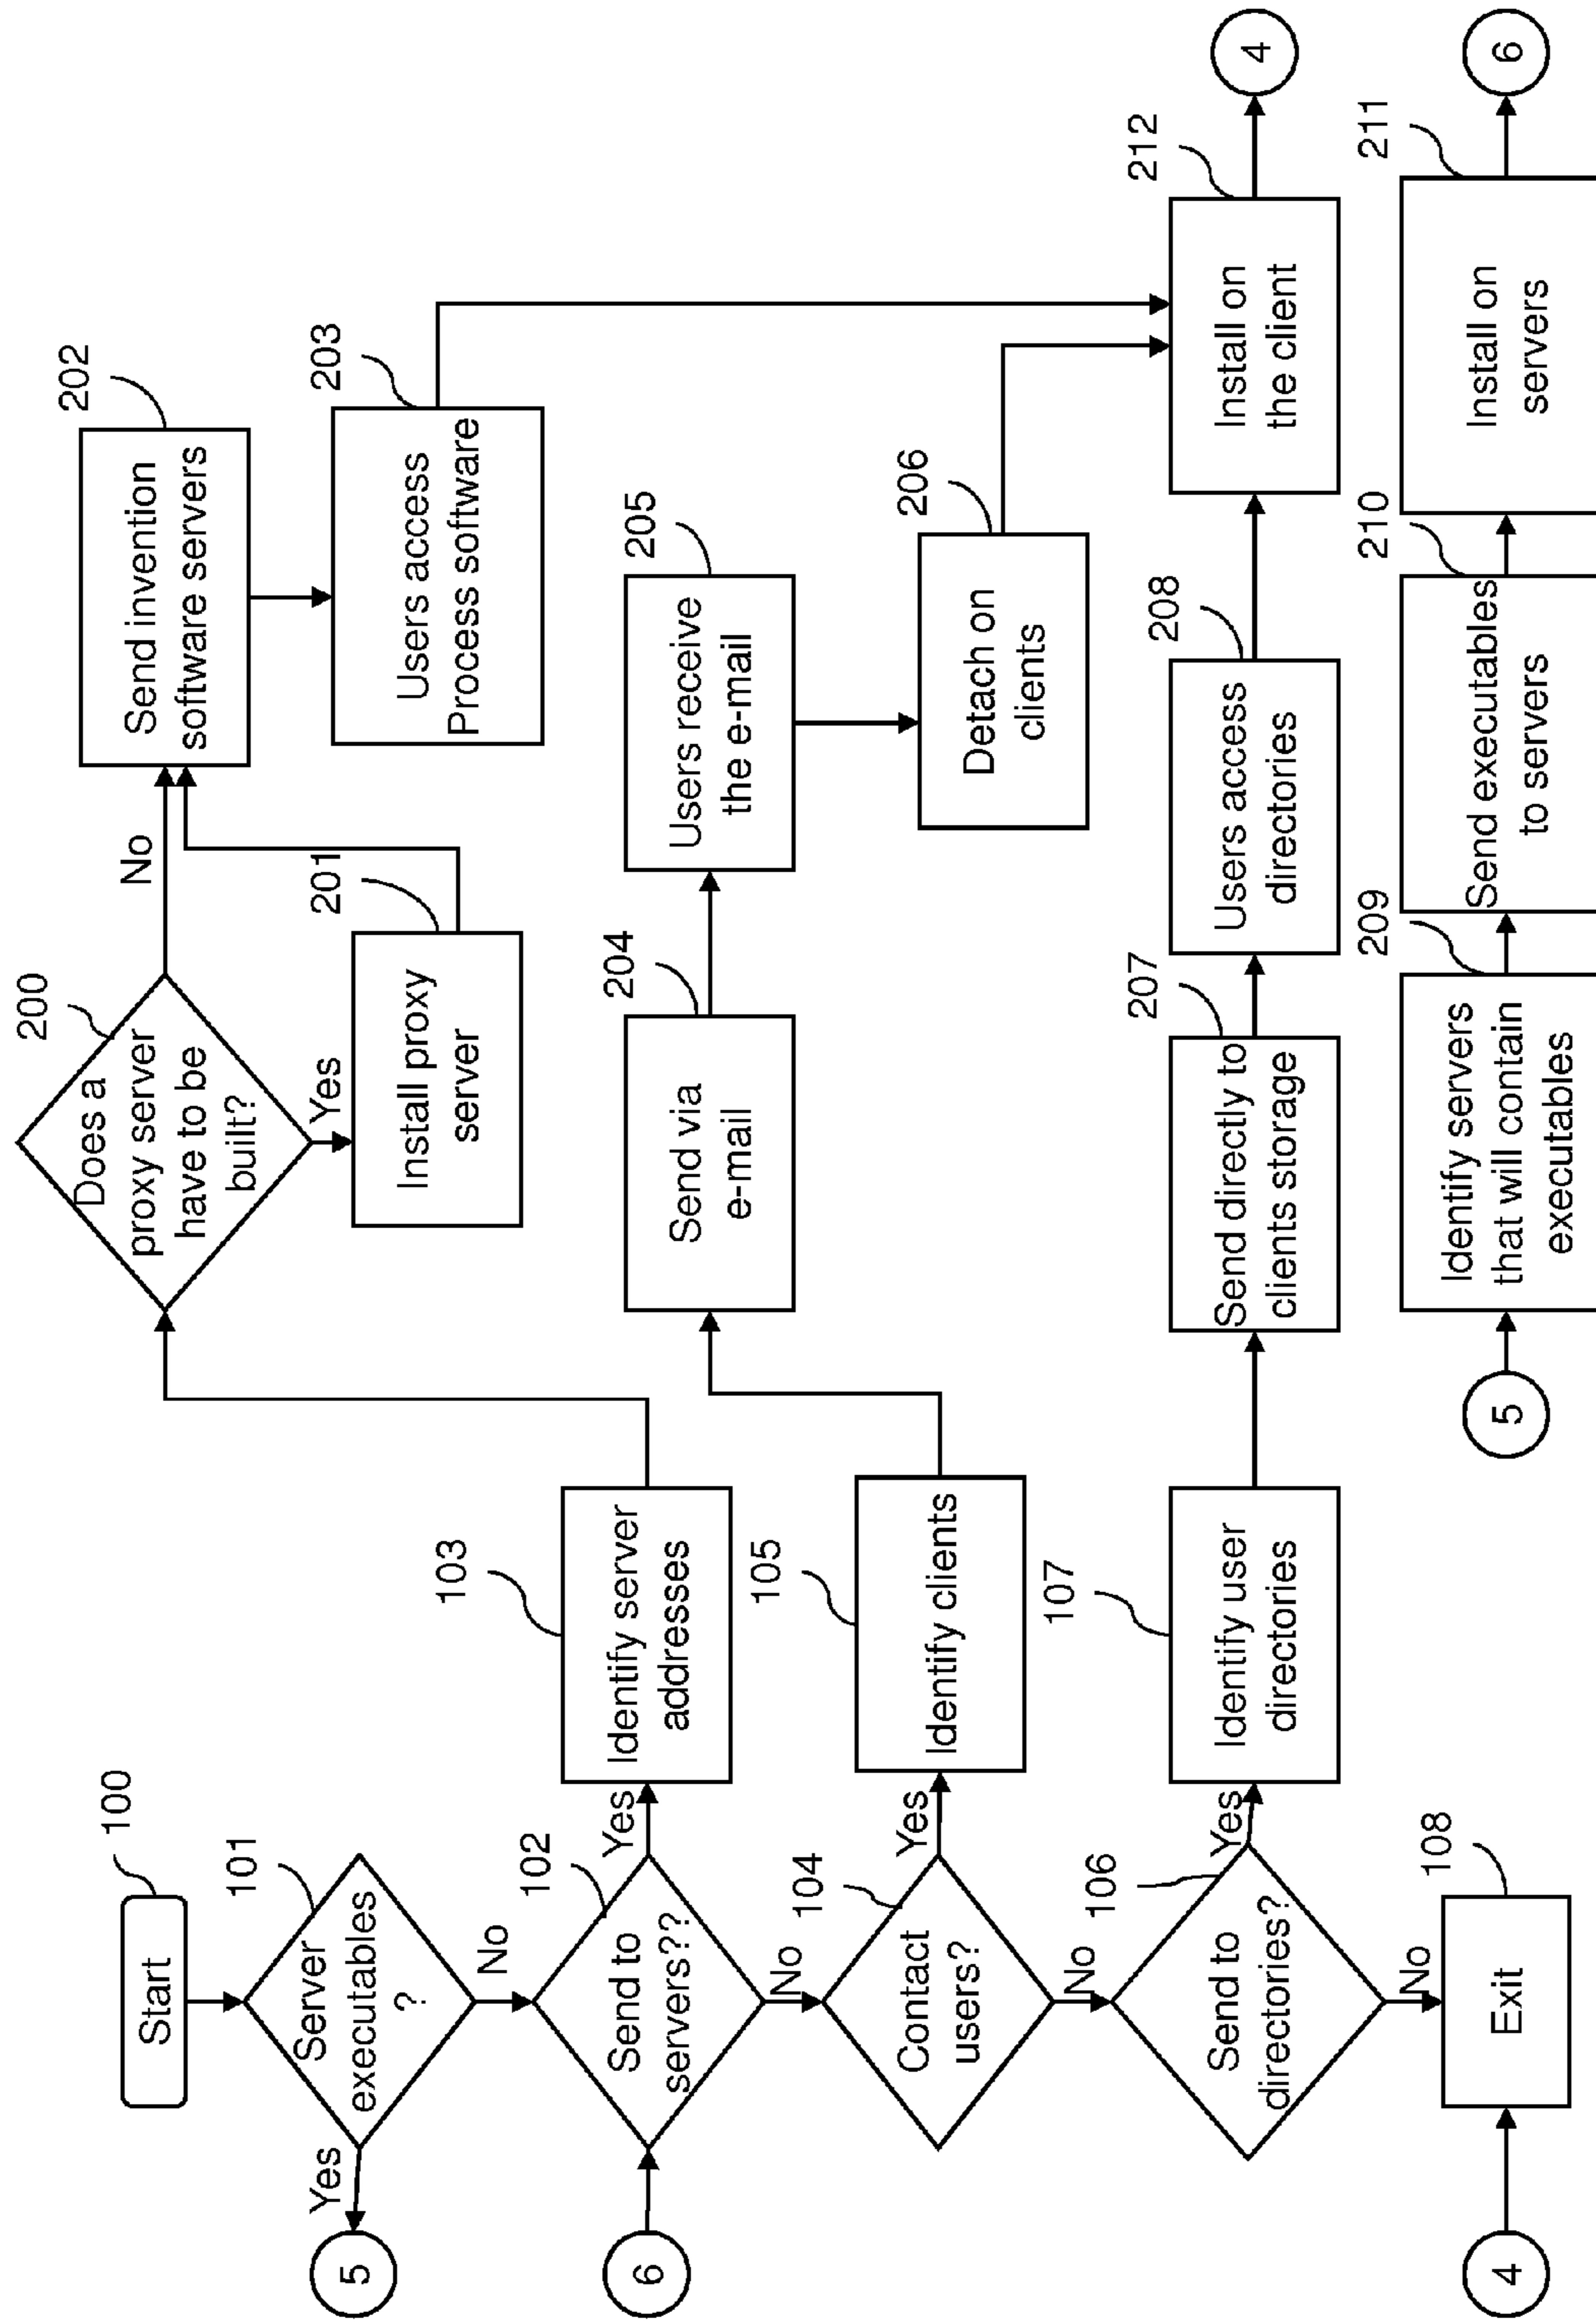 100
Start
101
Server
executables
?
Yes
5
No
6
102
Send to
servers??
Yes
103
Identify server
addresses
No
104
Contact
users?
Yes
105
Identify clients
No
106
Send to
directories?
Yes
107
Identify user
directories
No
108
Exit
4
200
Does a
proxy server
have to be
built?
No
Yes
201
Install proxy
server
202
Send invention
software servers
203
Users access
Process software
204
Send via
e-mail
205
Users receive
the e-mail
206
Detach on
clients
207
Send directly to
clients storage
208
Users access
directories
212
Install on
the client
4
5
209
Identify servers
that will contain
executables
210
Send executables
to servers
211
Install on
servers
6